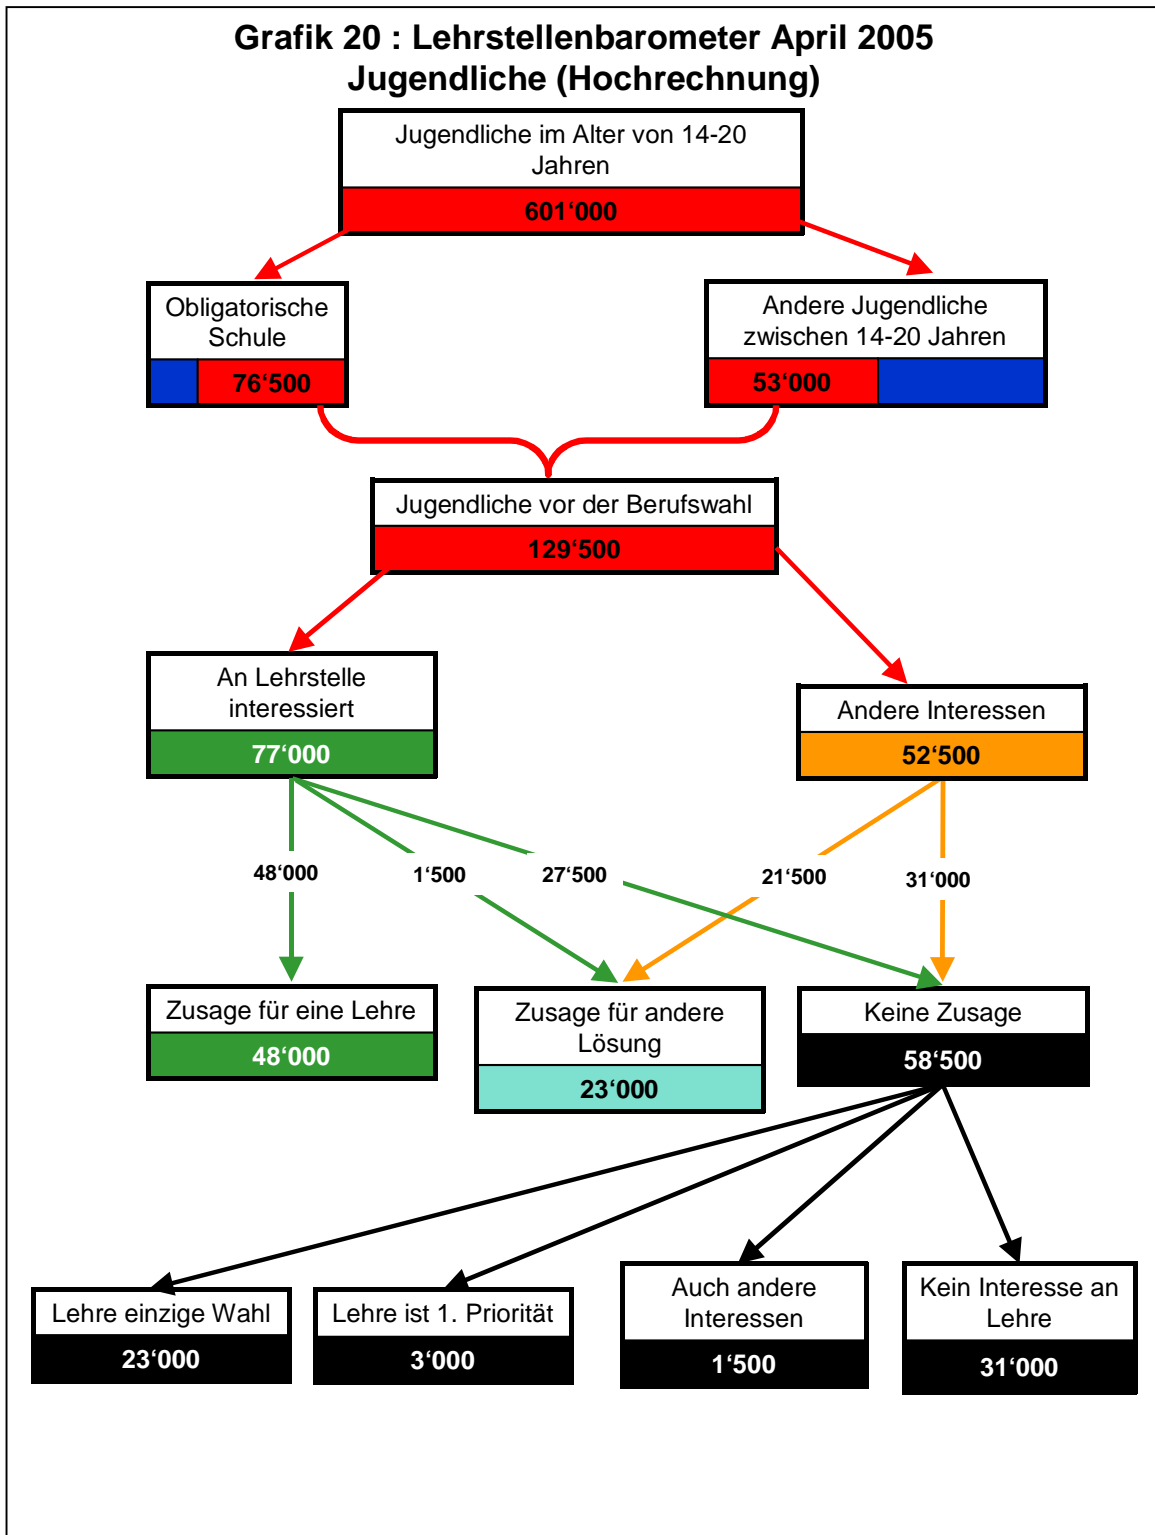 Grafik 20 : Lehrstellenbarometer April 2005
Jugendliche (Hochrechnung)
Jugendliche im Alter von 14-20
Jahren
601‘000
Obligatorische
Schule
76‘500
Andere Jugendliche
zwischen 14-20 Jahren
53‘000
Jugendliche vor der Berufswahl
129‘500
An Lehrstelle
interessiert
77‘000
Andere Interessen
52‘500
48‘000
1‘500
27‘500
21‘500
31‘000
Zusage für eine Lehre
48‘000
Zusage für andere
Lösung
23‘000
Keine Zusage
58‘500
Lehre einzige Wahl
23‘000
Lehre ist 1. Priorität
3‘000
Auch andere
Interessen
1‘500
Kein Interesse an
Lehre
31‘000